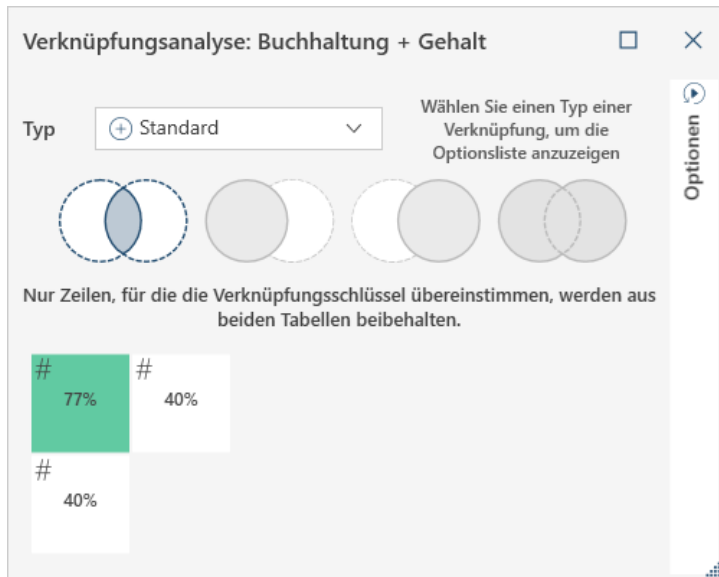 Verknüpfungsanalyse: Buchhaltung + Gehalt
Typ
Standard
Wählen Sie einen Typ einer
Verknüpfung, um die
Optionsliste anzuzeigen
Optionen
Nur Zeilen, für die die Verknüpfungsschlüssel übereinstimmen, werden aus
beiden Tabellen beibehalten.
# #
77% 40%
#
40%